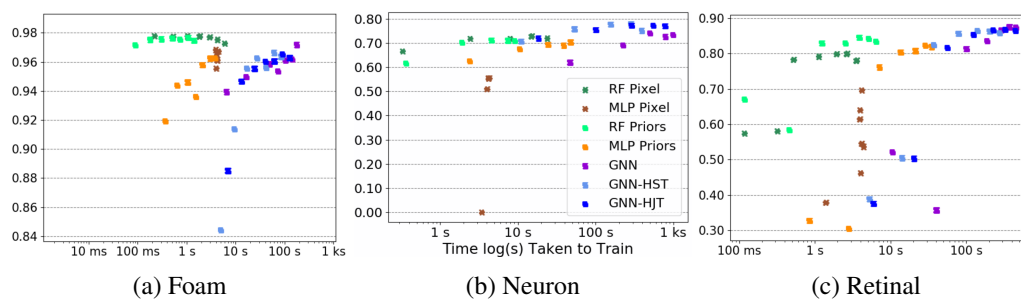 0.98
0.96
0.94
0.92
0.90
0.88
0.86
0.84
10 ms
100 ms
1 s
10 s
100 s
1 ks
(a) Foam
0.80
0.70
0.60
0.50
0.40
0.30
0.20
0.10
0.00
RF Pixel
MLP Pixel
RF Priors
MLP Priors
GNN
GNN-HST
GNN-HJT
1 s
10 s
100 s
1 ks
Time log(s) Taken to Train
(b) Neuron
0.90
0.80
0.70
0.60
0.50
0.40
0.30
100 ms
1 s
10 s
100 s
(c) Retinal